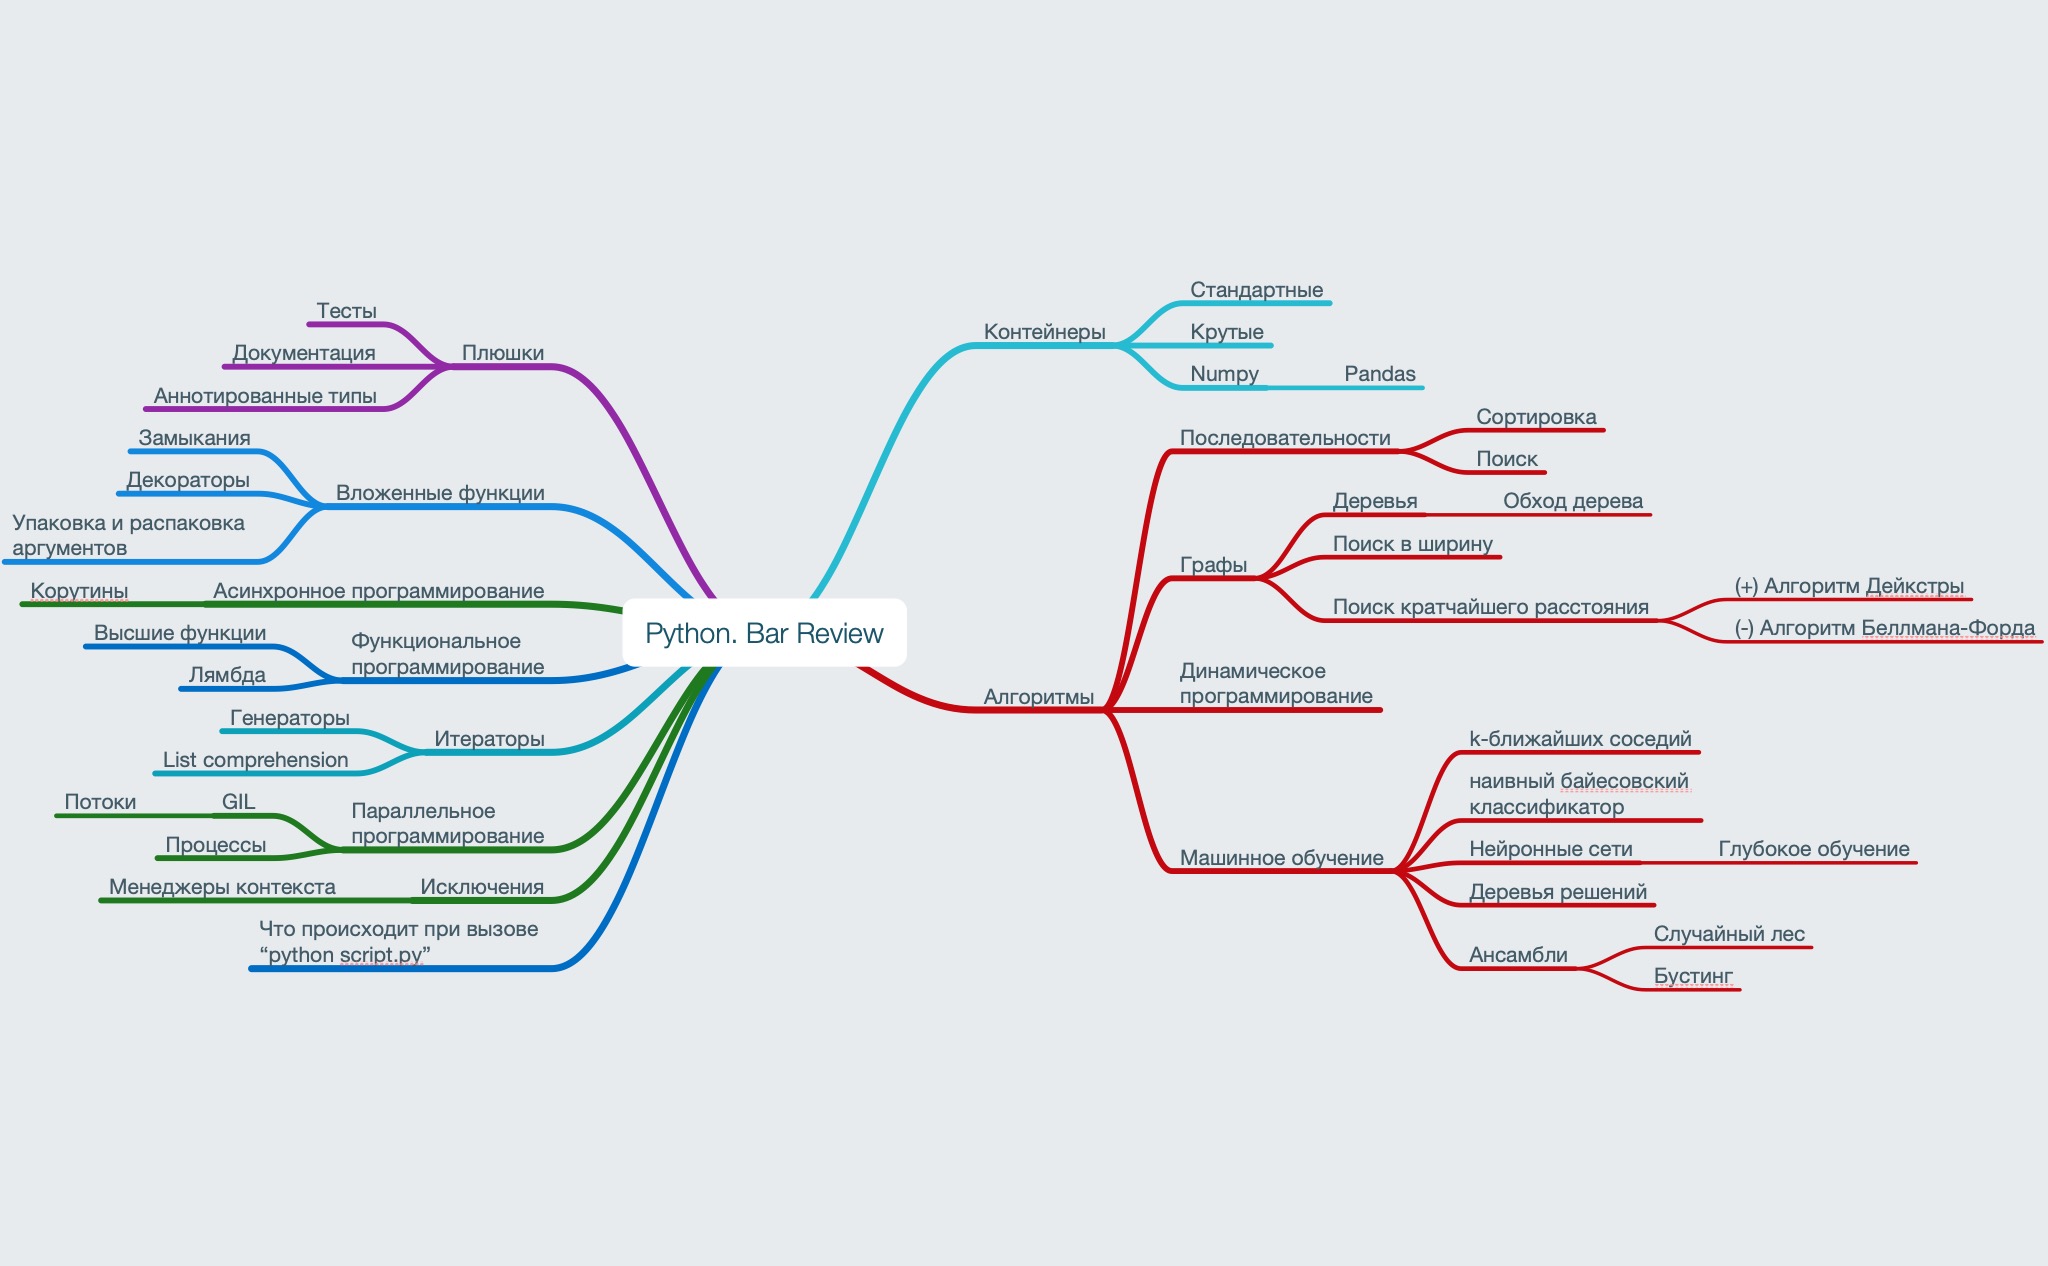 Python. Bar Review
Плюшки
Тесты
Документация
Аннотированные типы
Вложенные функции
Замыкания
Декораторы
Упаковка и распаковка
аргументов
Асинхронное программирование
Корутины
Функциональное
программирование
Высшие функции
Лямбда
Итераторы
Генераторы
List comprehension
Параллельное
программирование
GIL
Потоки
Процессы
Исключения
Менеджеры контекста
Что происходит при вызове
“python script.py”
Контейнеры
Стандартные
Крутые
Numpy
Pandas
Алгоритмы
Последовательности
Сортировка
Поиск
Графы
Деревья
Обход дерева
Поиск в ширину
Поиск кратчайшего расстояния
(+) Алгоритм Дейкстры
(-) Алгоритм Беллмана-Форда
Динамическое
программирование
Машинное обучение
k-ближайших соседий
наивный байесовский
классификатор
Нейронные сети
Глубокое обучение
Деревья решений
Ансамбли
Случайный лес
Бустинг